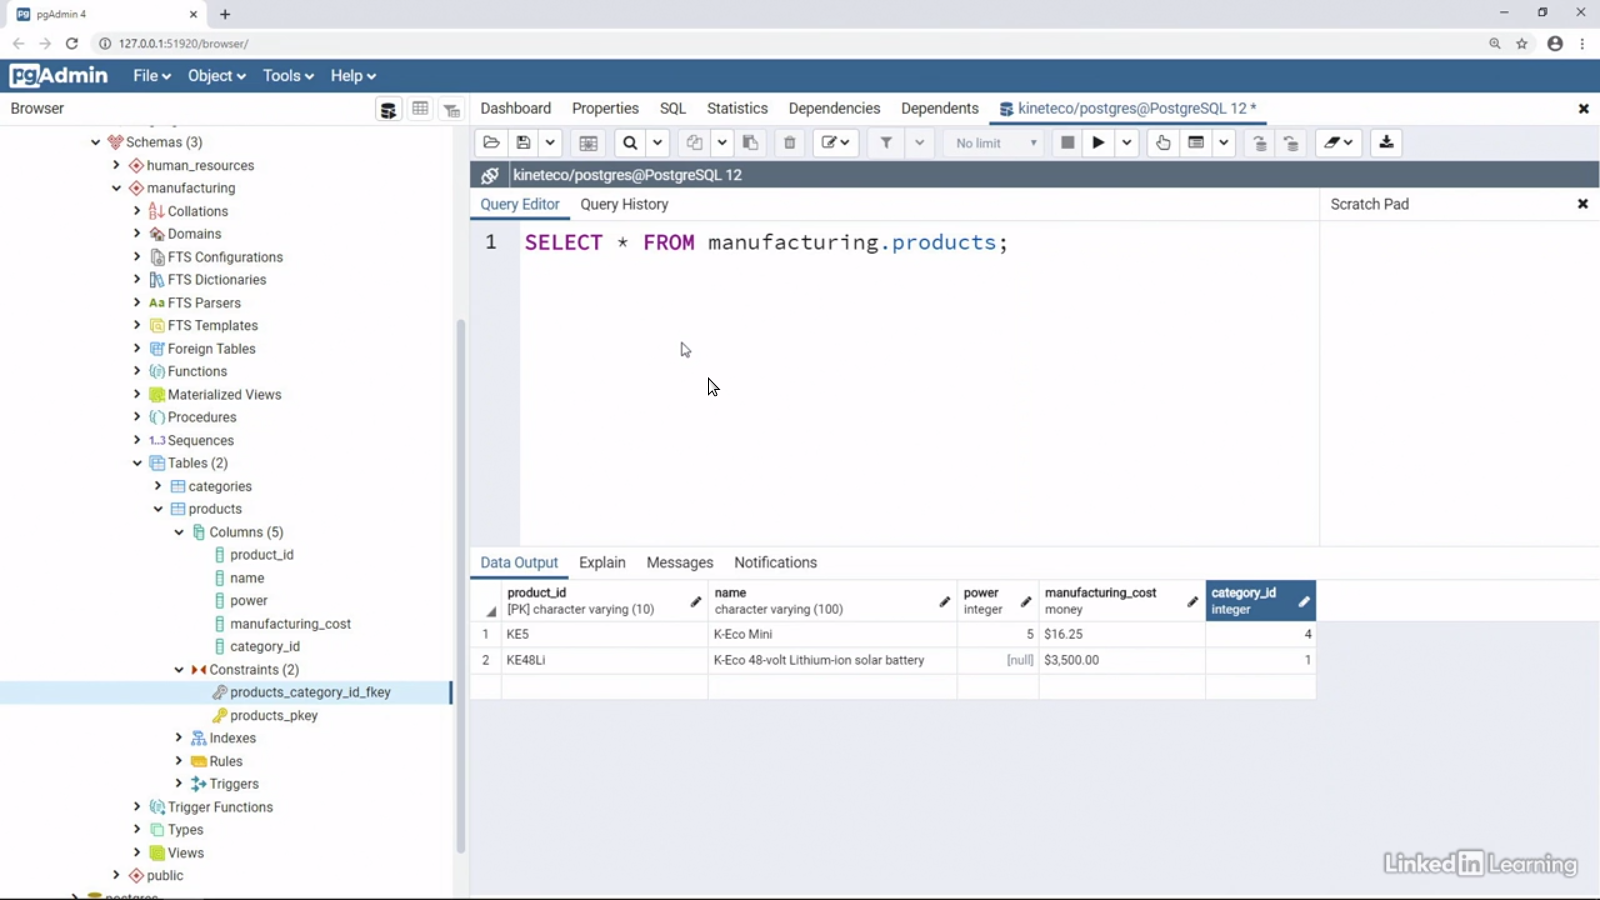 pgAdmin 4
127.0.0.1:51920/browser/
pgAdmin File Object Tools Help
Browser
Dashboard Properties SQL Statistics Dependencies Dependents kineteco/postgres@PostgreSQL 12 *
No limit
kineteco/postgres@PostgreSQL 12
Query Editor Query History
Scratch Pad
1 SELECT * FROM manufacturing.products;
Schemas (3)
human_resources
manufacturing
Collations
Domains
FTS Configurations
FTS Dictionaries
Aa FTS Parsers
FTS Templates
Foreign Tables
Functions
Materialized Views
Procedures
1..3 Sequences
Tables (2)
categories
products
Columns (5)
product_id
name
power
manufacturing_cost
category_id
Constraints (2)
products_category_id_fkey
products_pkey
Indexes
Rules
Triggers
Trigger Functions
Types
Views
public
Data Output Explain Messages Notifications
product_id name power manufacturing_cost category_id
[PK] character varying (10) character varying (100) integer money integer
1 KE5 K-Eco Mini 5 $16.25 4
2 KE48Li K-Eco 48-volt Lithium-ion solar battery [null] $3,500.00 1
LinkedIn Learning